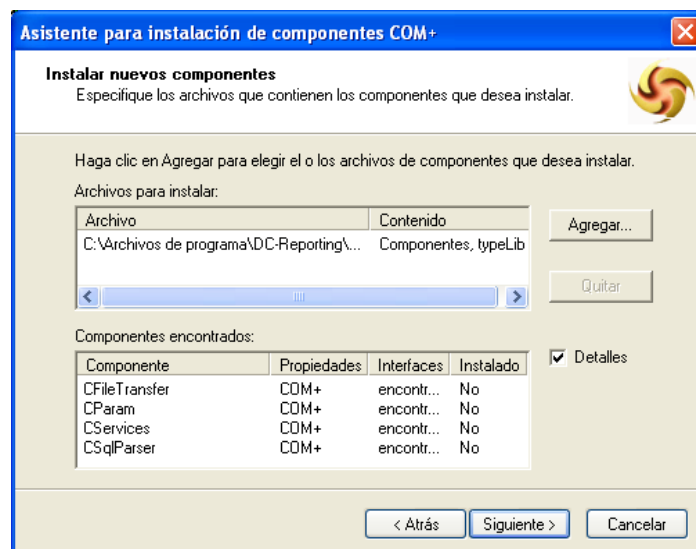 Asistente para instalación de componentes COM+
Instalar nuevos componentes
Especifique los archivos que contienen los componentes que desea instalar.
Haga clic en Agregar para elegir el o los archivos de componentes que desea instalar.
Archivos para instalar:
Archivo Contenido
Agregar...
C:\Archivos de programa\DC-Reporting\... Componentes, typeLib
Quitar
Componentes encontrados:
Detalles
Componente Propiedades Interfaces Instalado
CFileTransfer COM+ encontr... No
CParam COM+ encontr... No
CServices COM+ encontr... No
CSqlParser COM+ encontr... No
< Atrás Siguiente > Cancelar